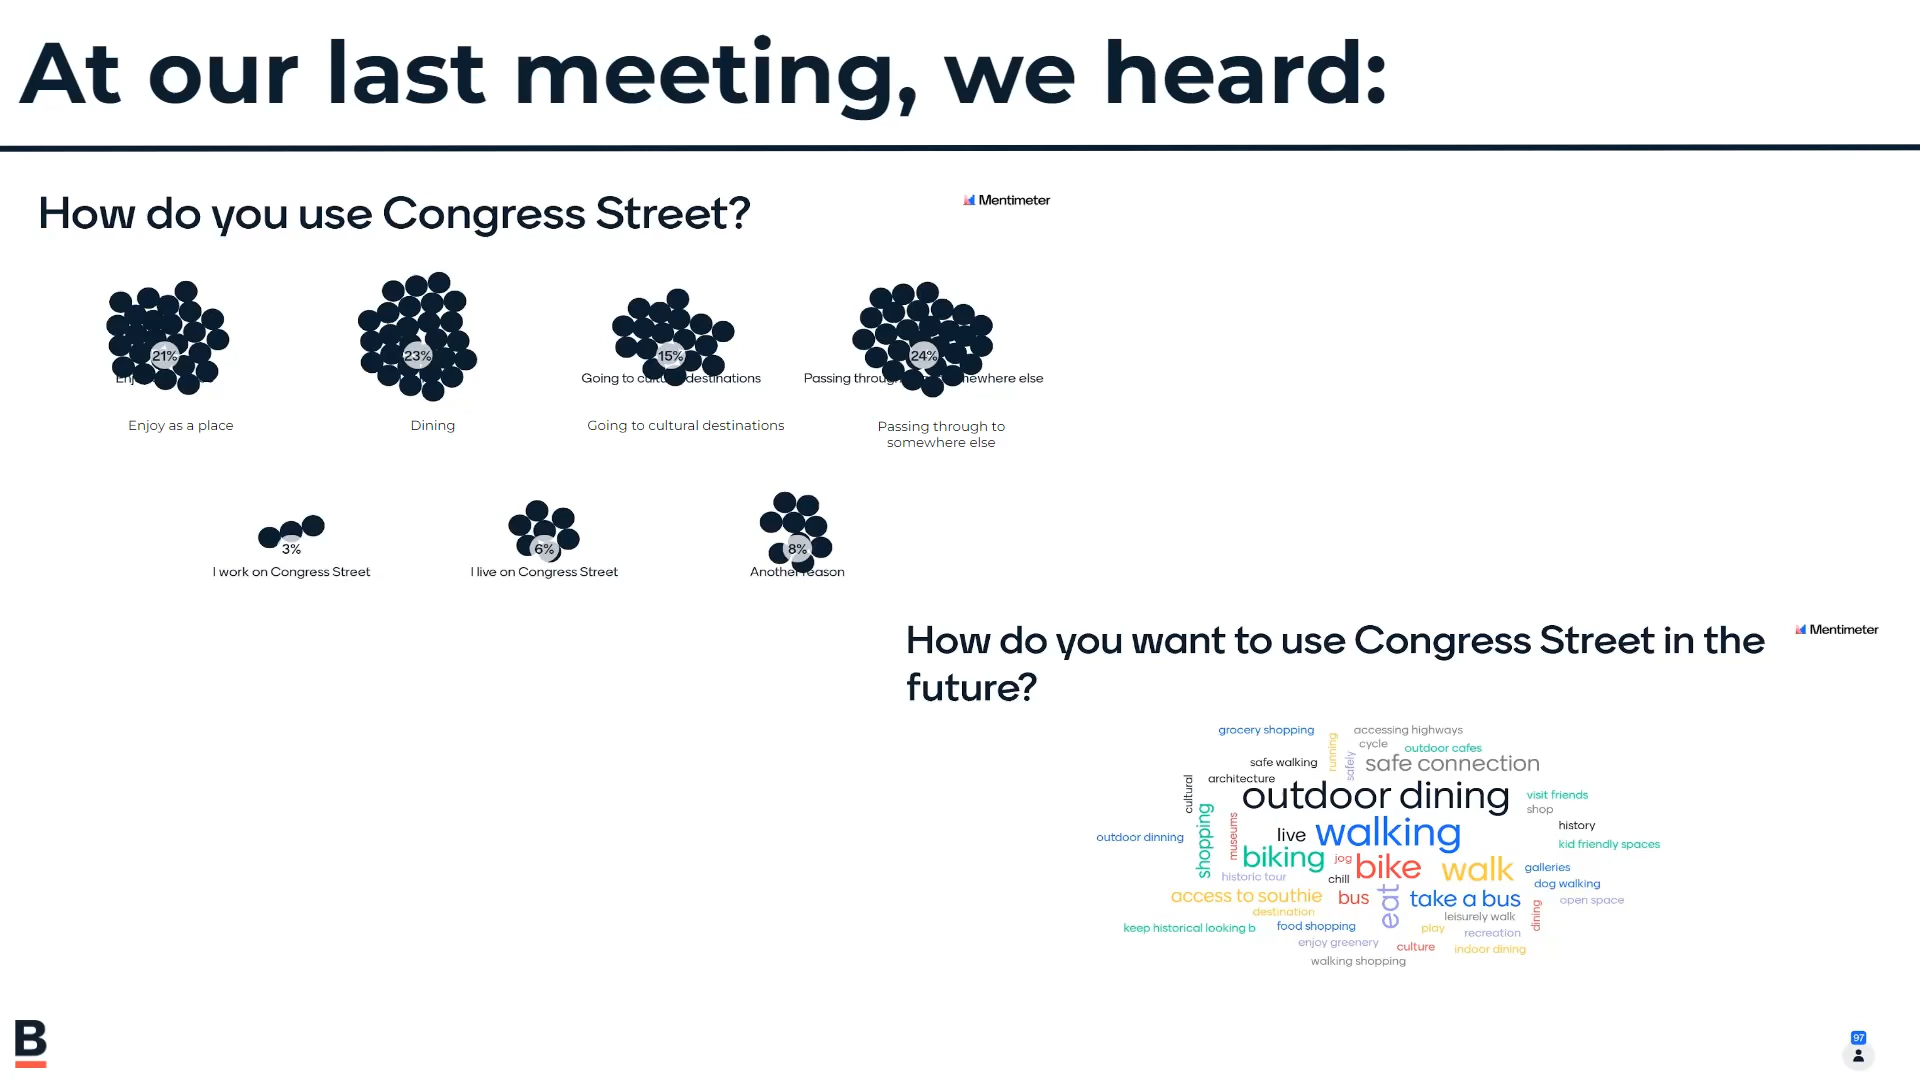 At our last meeting, we heard:
How do you use Congress Street?
Mentimeter
21%
23%
15%
24%
Going to destinations
Passing
Enjoy as a place
Dining
Going to cultural destinations
Passing through to
somewhere else
3%
6%
8%
I work on Congress Street
I live on Congress Street
Another reason
How do you want to use Congress Street in the
future?
Mentimeter
grocery shopping
accessing highways
running
cycle
outdoor cafes
safe walking
safely
safe connection
cultural
architecture
outdoor dining
visit friends
shop
shopping
museums
live
walking
history
outdoor dinning
kid friendly spaces
biking
jog
bike
walk
galleries
historic tour
chill
dog walking
access to southie
bus
eat
take a bus
open space
destination
leisurely walk
dining
keep historical looking b
food shopping
play
recreation
enjoy greenery
culture
indoor dining
walking shopping
B
97